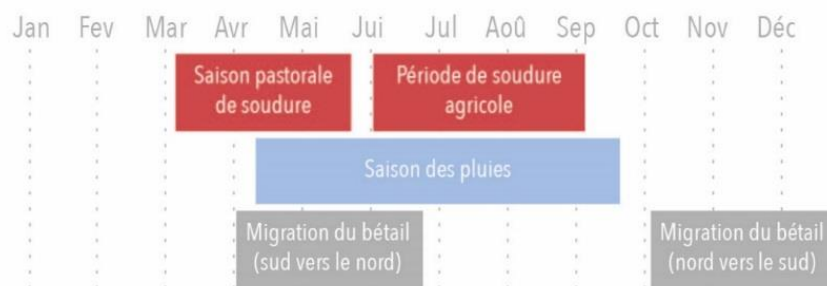 Jan Fev Mar Avr Mai Jui Jul Aoû Sep Oct Nov Déc
Saison pastorale
de soudure
Période de soudure
agricole
Saison des pluies
Migration du bétail
(sud vers le nord)
Migration du bétail
(nord vers le sud)